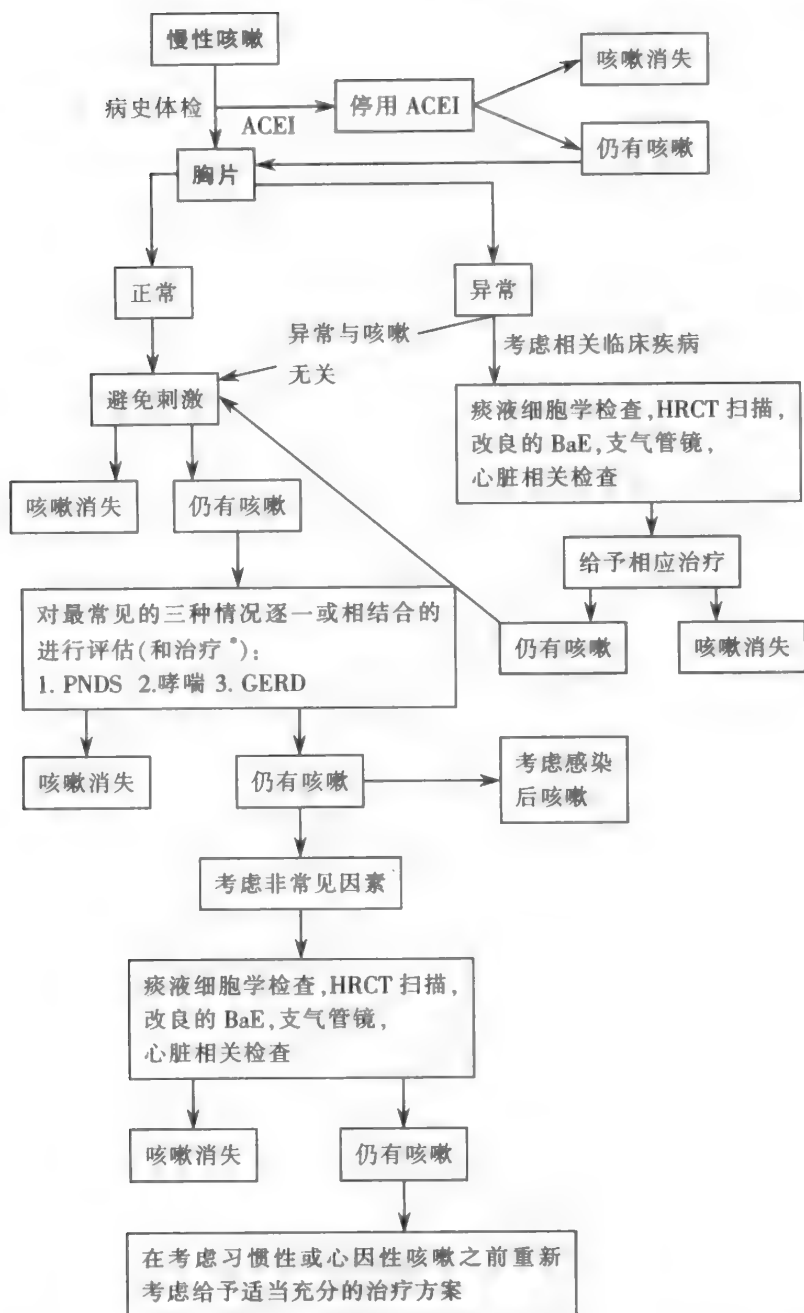 慢性咳嗽
咳嗽消失
病史体检
ACEI
停用 ACEI
仍有咳嗽
胸片
正常
异常
异常与咳嗽
无关
考虑相关临床疾病
避免刺激
痰液细胞学检查,HRCT 扫描,
改良的 BaE,支气管镜,
心脏相关检查
咳嗽消失
仍有咳嗽
给予相应治疗
对最常见的三种情况逐一或相结合的
进行评估(和治疗*):
1. PNDS 2.哮喘 3. GERD
仍有咳嗽
咳嗽消失
咳嗽消失
仍有咳嗽
考虑感染
后咳嗽
考虑非常见因素
痰液细胞学检查,HRCT 扫描,
改良的 BaE,支气管镜,
心脏相关检查
咳嗽消失
仍有咳嗽
在考虑习惯性或心因性咳嗽之前重新
考虑给予适当充分的治疗方案